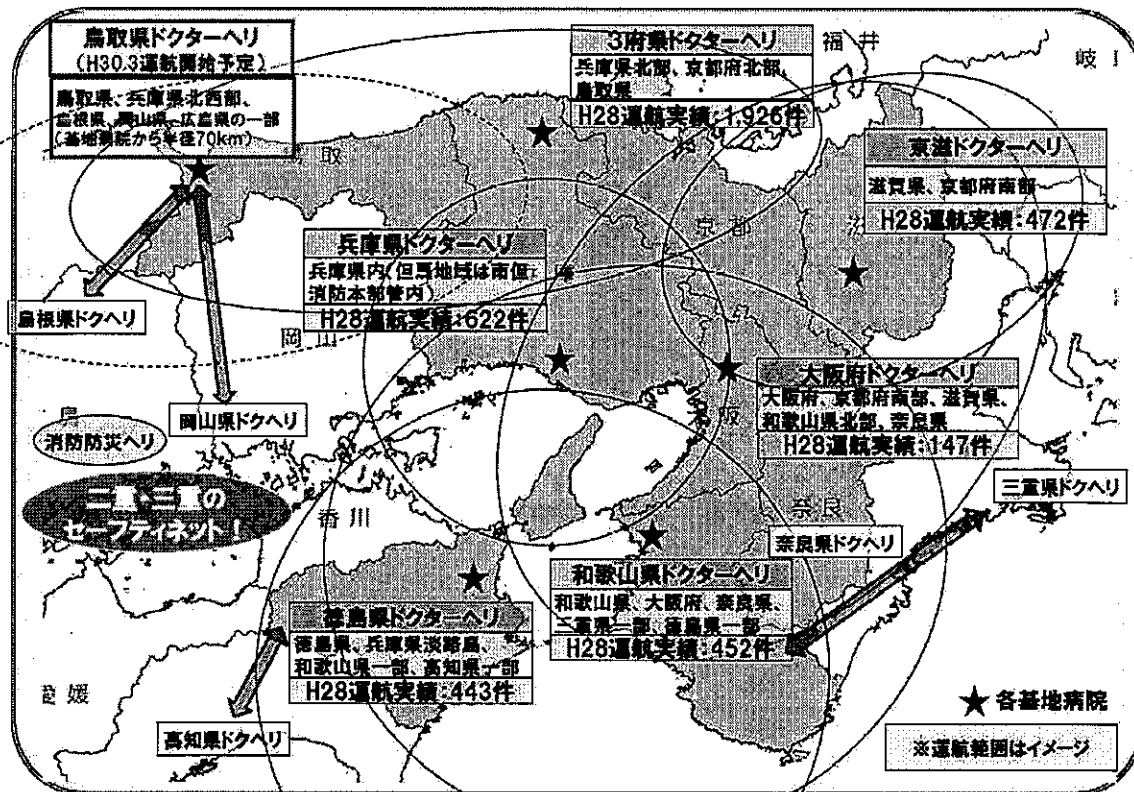 鳥取県ドクターヘリ
（H30.3運航開始予定）
鳥取県、兵庫県北西部、
島根県、岡山県、広島県の一部
（基地病院から半径70km）
3府県ドクターヘリ
兵庫県北部、京都府北部、
鳥取県
H28運航実績：1,926件
福井
岐
東滋ドクターヘリ
滋賀県、京都府南部
H28運航実績：472件
取
京都
兵庫県ドクターヘリ
兵庫県内（但馬地域は南但
消防本部管内）
H28運航実績：622件
島根県ドクヘリ
岡山
岡山県ドクヘリ
大阪府ドクターヘリ
大阪府、京都府南部、滋賀県、
和歌山県北部、奈良県
H28運航実績：147件
阪
消防防災ヘリ
二重・三重の
セーフティネット！
香川
三重県ドクヘリ
奈良
奈良県ドクヘリ
和歌山県ドクターヘリ
和歌山県、大阪府、奈良県、
三重県一部、徳島県一部
H28運航実績：452件
徳島県ドクターヘリ
徳島県、兵庫県淡路島、
和歌山県一部、高知県一部
H28運航実績：443件
愛媛
高知県ドクヘリ
★各基地病院
※運航範囲はイメージ